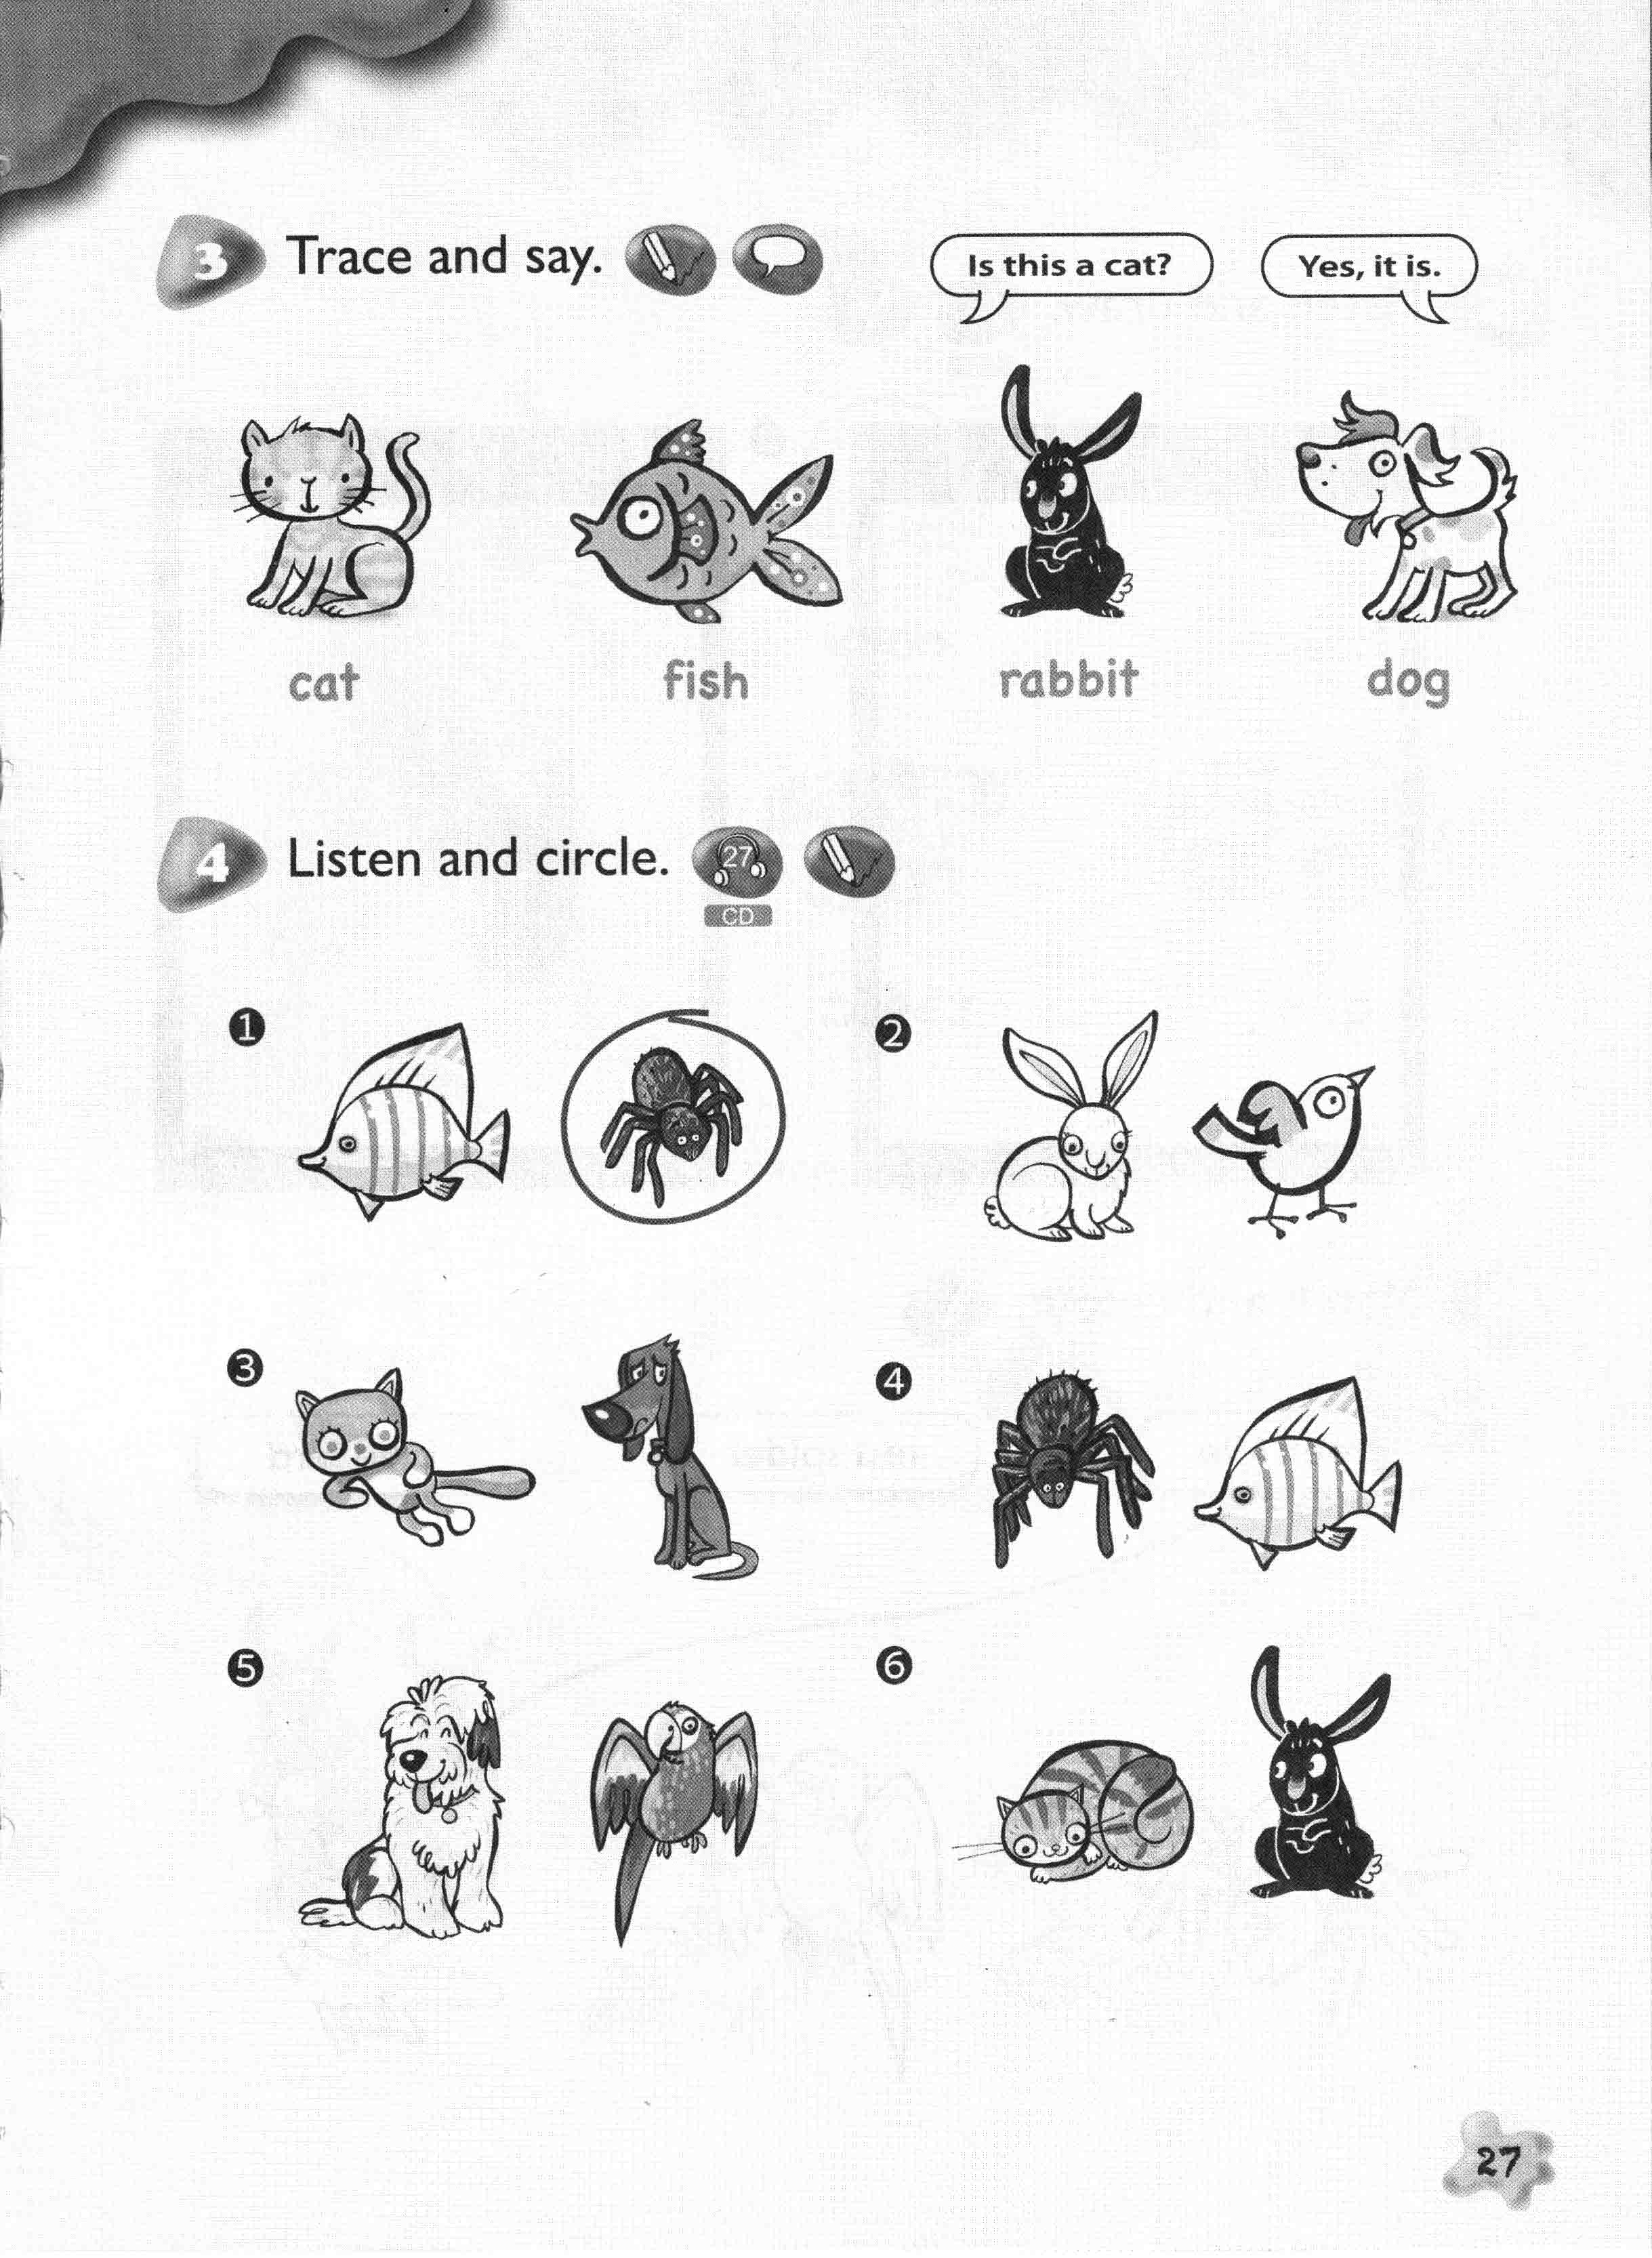 3 Trace and say.
Is this a cat? Yes, it is.
cat fish rabbit dog
4 Listen and circle. 27
CD
1 2
3 4
5 6
27